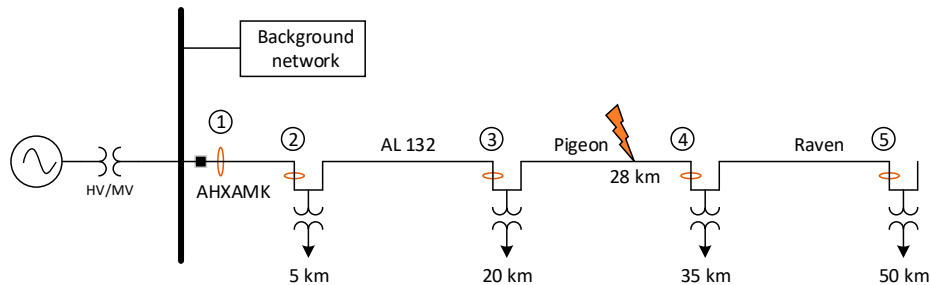 Background
network
①
②
③
④
⑤
AL 132
Pigeon
Raven
HV/MV
AHXAMK
28 km
5 km
20 km
35 km
50 km